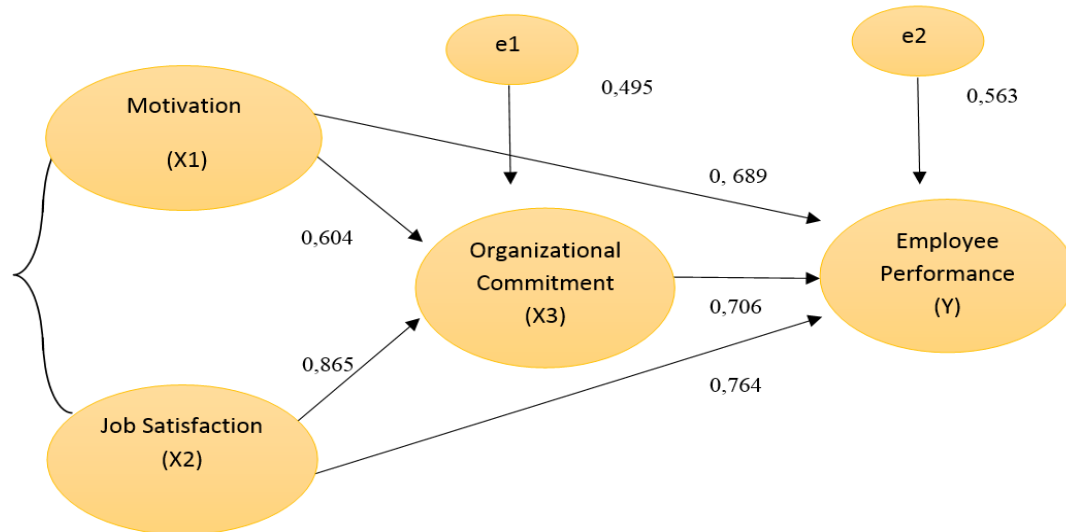 e1
e2
0,495
0,563
Motivation
(X1)
0, 689
0,604
Organizational
Commitment
(X3)
Employee
Performance
(Y)
0,706
0,865
0,764
Job Satisfaction
(X2)